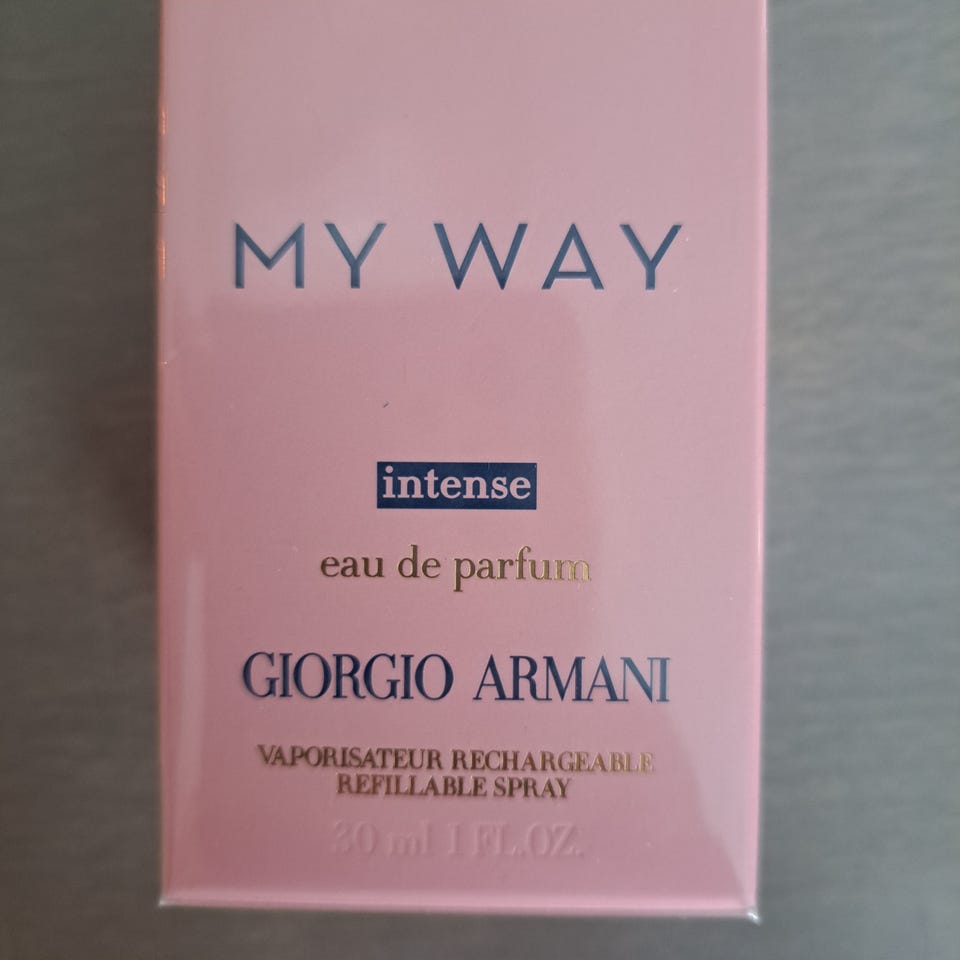 MY WAY
intense
eau de parfum
GIORGIO ARMANI
VAPORISATEUR RECHARGEABLE
REFILLABLE SPRAY
30 ml 1 FL.OZ.